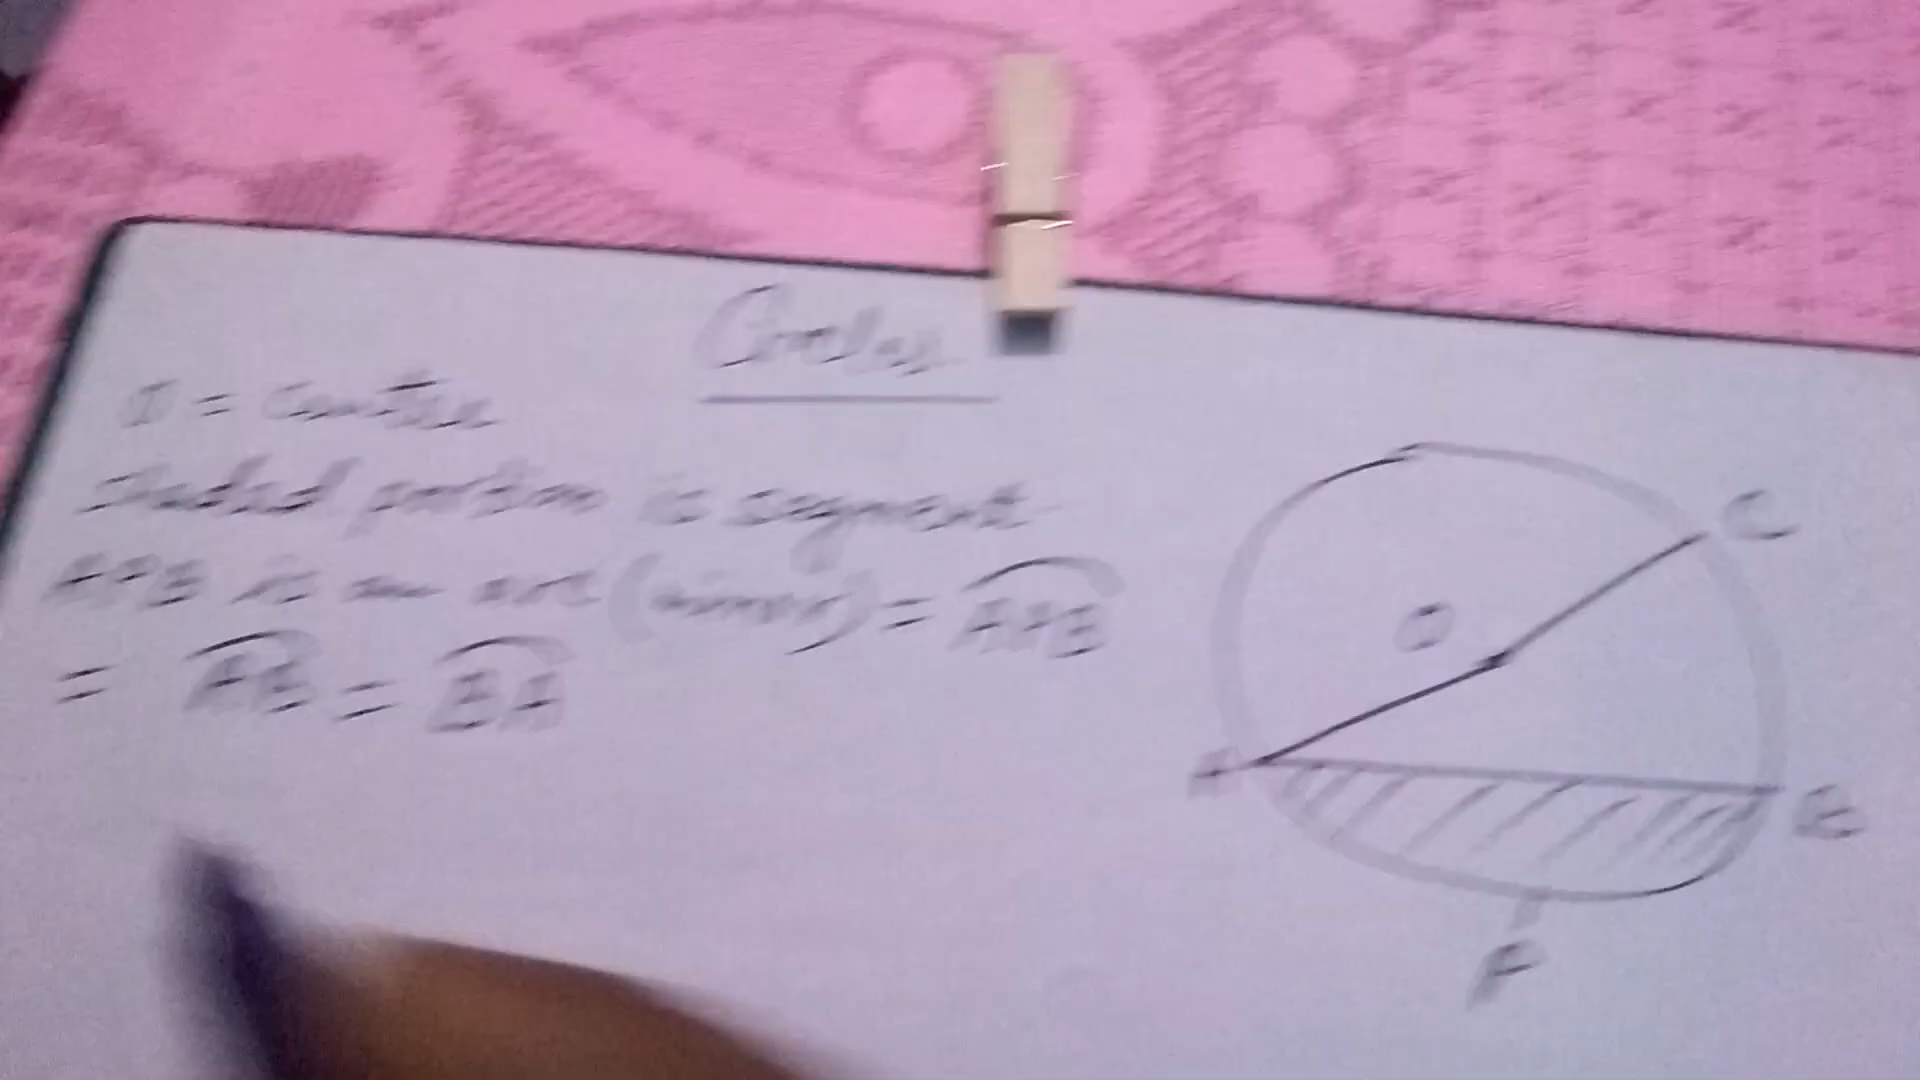 Circles
O = Centre
Shaded portion is segment
APB is an arc (minor) = APB
= AB = BA
C
O
A
B
P